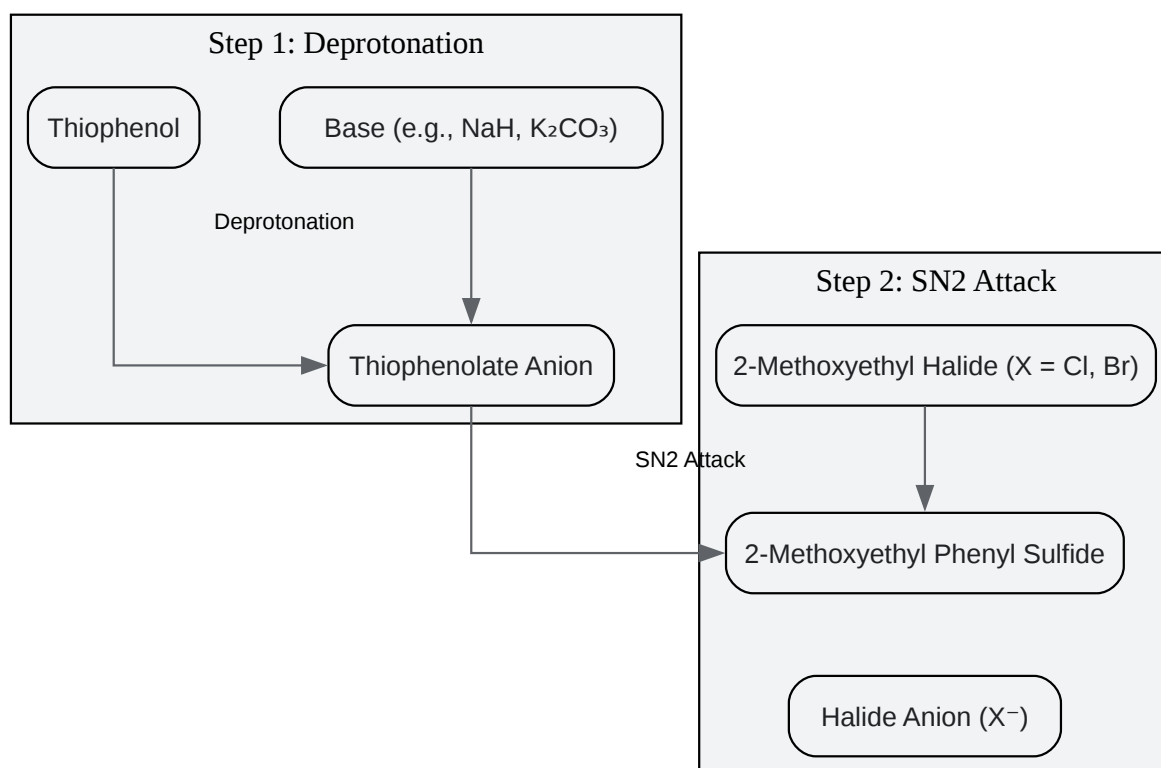 Step 1: Deprotonation
Thiophenol
Base (e.g., NaH, K₂CO₃)
Deprotonation
Thiophenolate Anion
Step 2: SN2 Attack
2-Methoxyethyl Halide (X = Cl, Br)
SN2 Attack
2-Methoxyethyl Phenyl Sulfide
Halide Anion (X⁻)